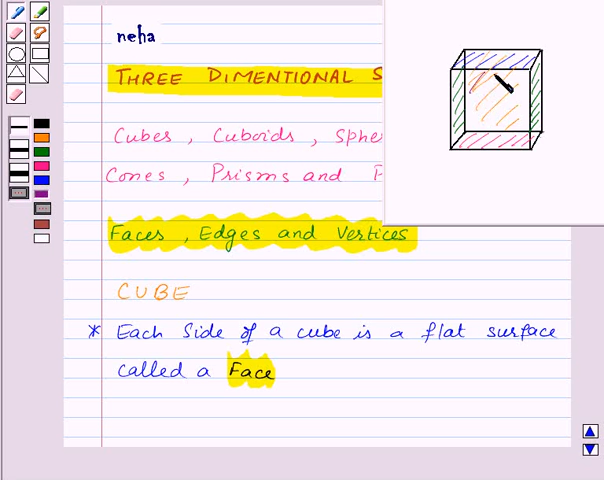 neha
THREE DIMENTIONAL S
Cubes, Cuboids, Sphe
Cones, Prisms and P
Faces, Edges and Vertices
CUBE
* Each Side of a cube is a flat surface
called a Face